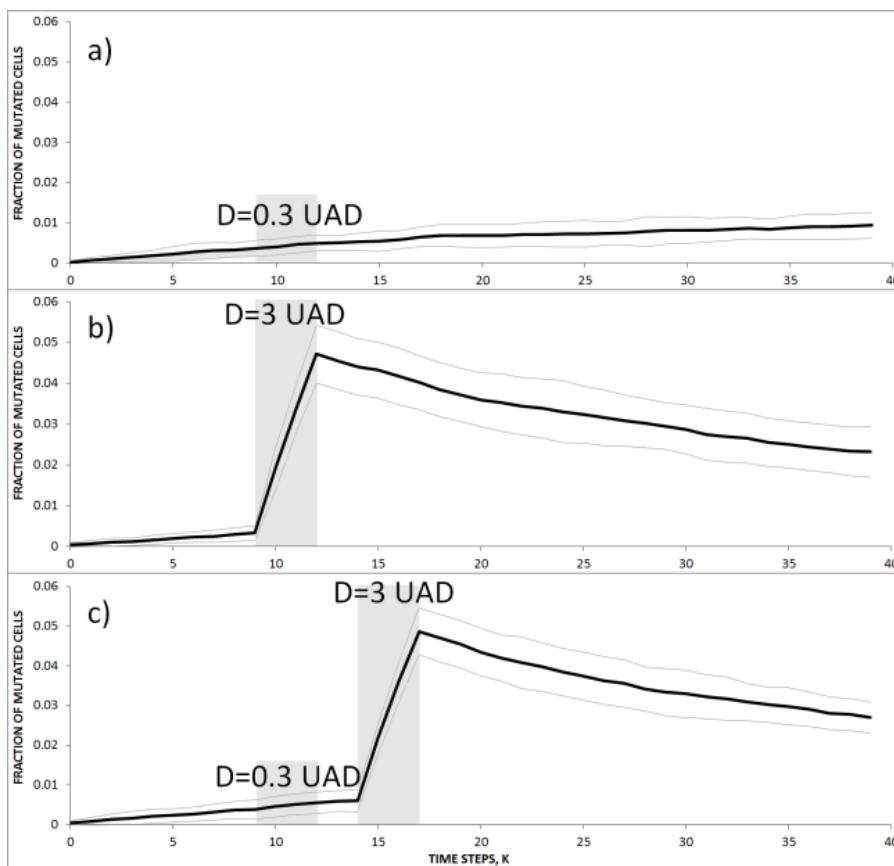 FRACTION OF MUTATED CELLS
0.06
a)
0.05
0.04
0.03
0.02
D=0.3 UAD
0.01
0
0 5 10 15 20 25 30 35 40
FRACTION OF MUTATED CELLS
0.06
D=3 UAD
b)
0.05
0.04
0.03
0.02
0.01
0
0 5 10 15 20 25 30 35 40
FRACTION OF MUTATED CELLS
0.06
D=3 UAD
c)
0.05
0.04
0.03
0.02
D=0.3 UAD
0.01
0
0 5 10 15 20 25 30 35 40
TIME STEPS, K